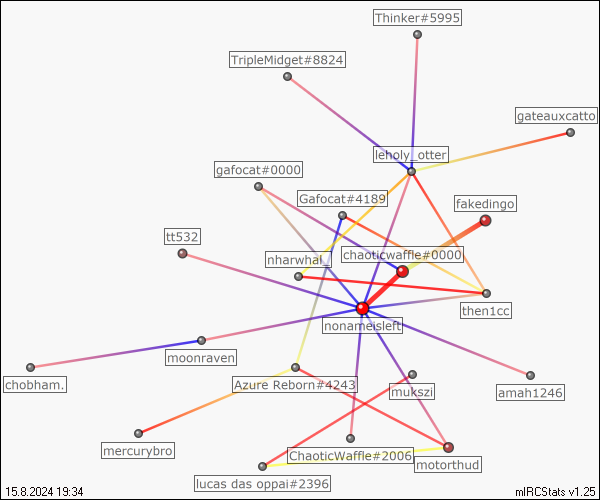 Thinker#5995
TripleMidget#8824
gateauxcatto
leholy_otter
gafocat#0000
Gafocat#4189
fakedingo
tt532
chaoticwaffle#0000
nharwhal_
then1cc
nonameisleft
moonraven
chobham.
Azure Reborn#4243
mukszi
amah1246
mercurybro
ChaoticWaffle#2006
motorthud
lucas das oppai#2396
15.8.2024 19:34
mIRCStats v1.25